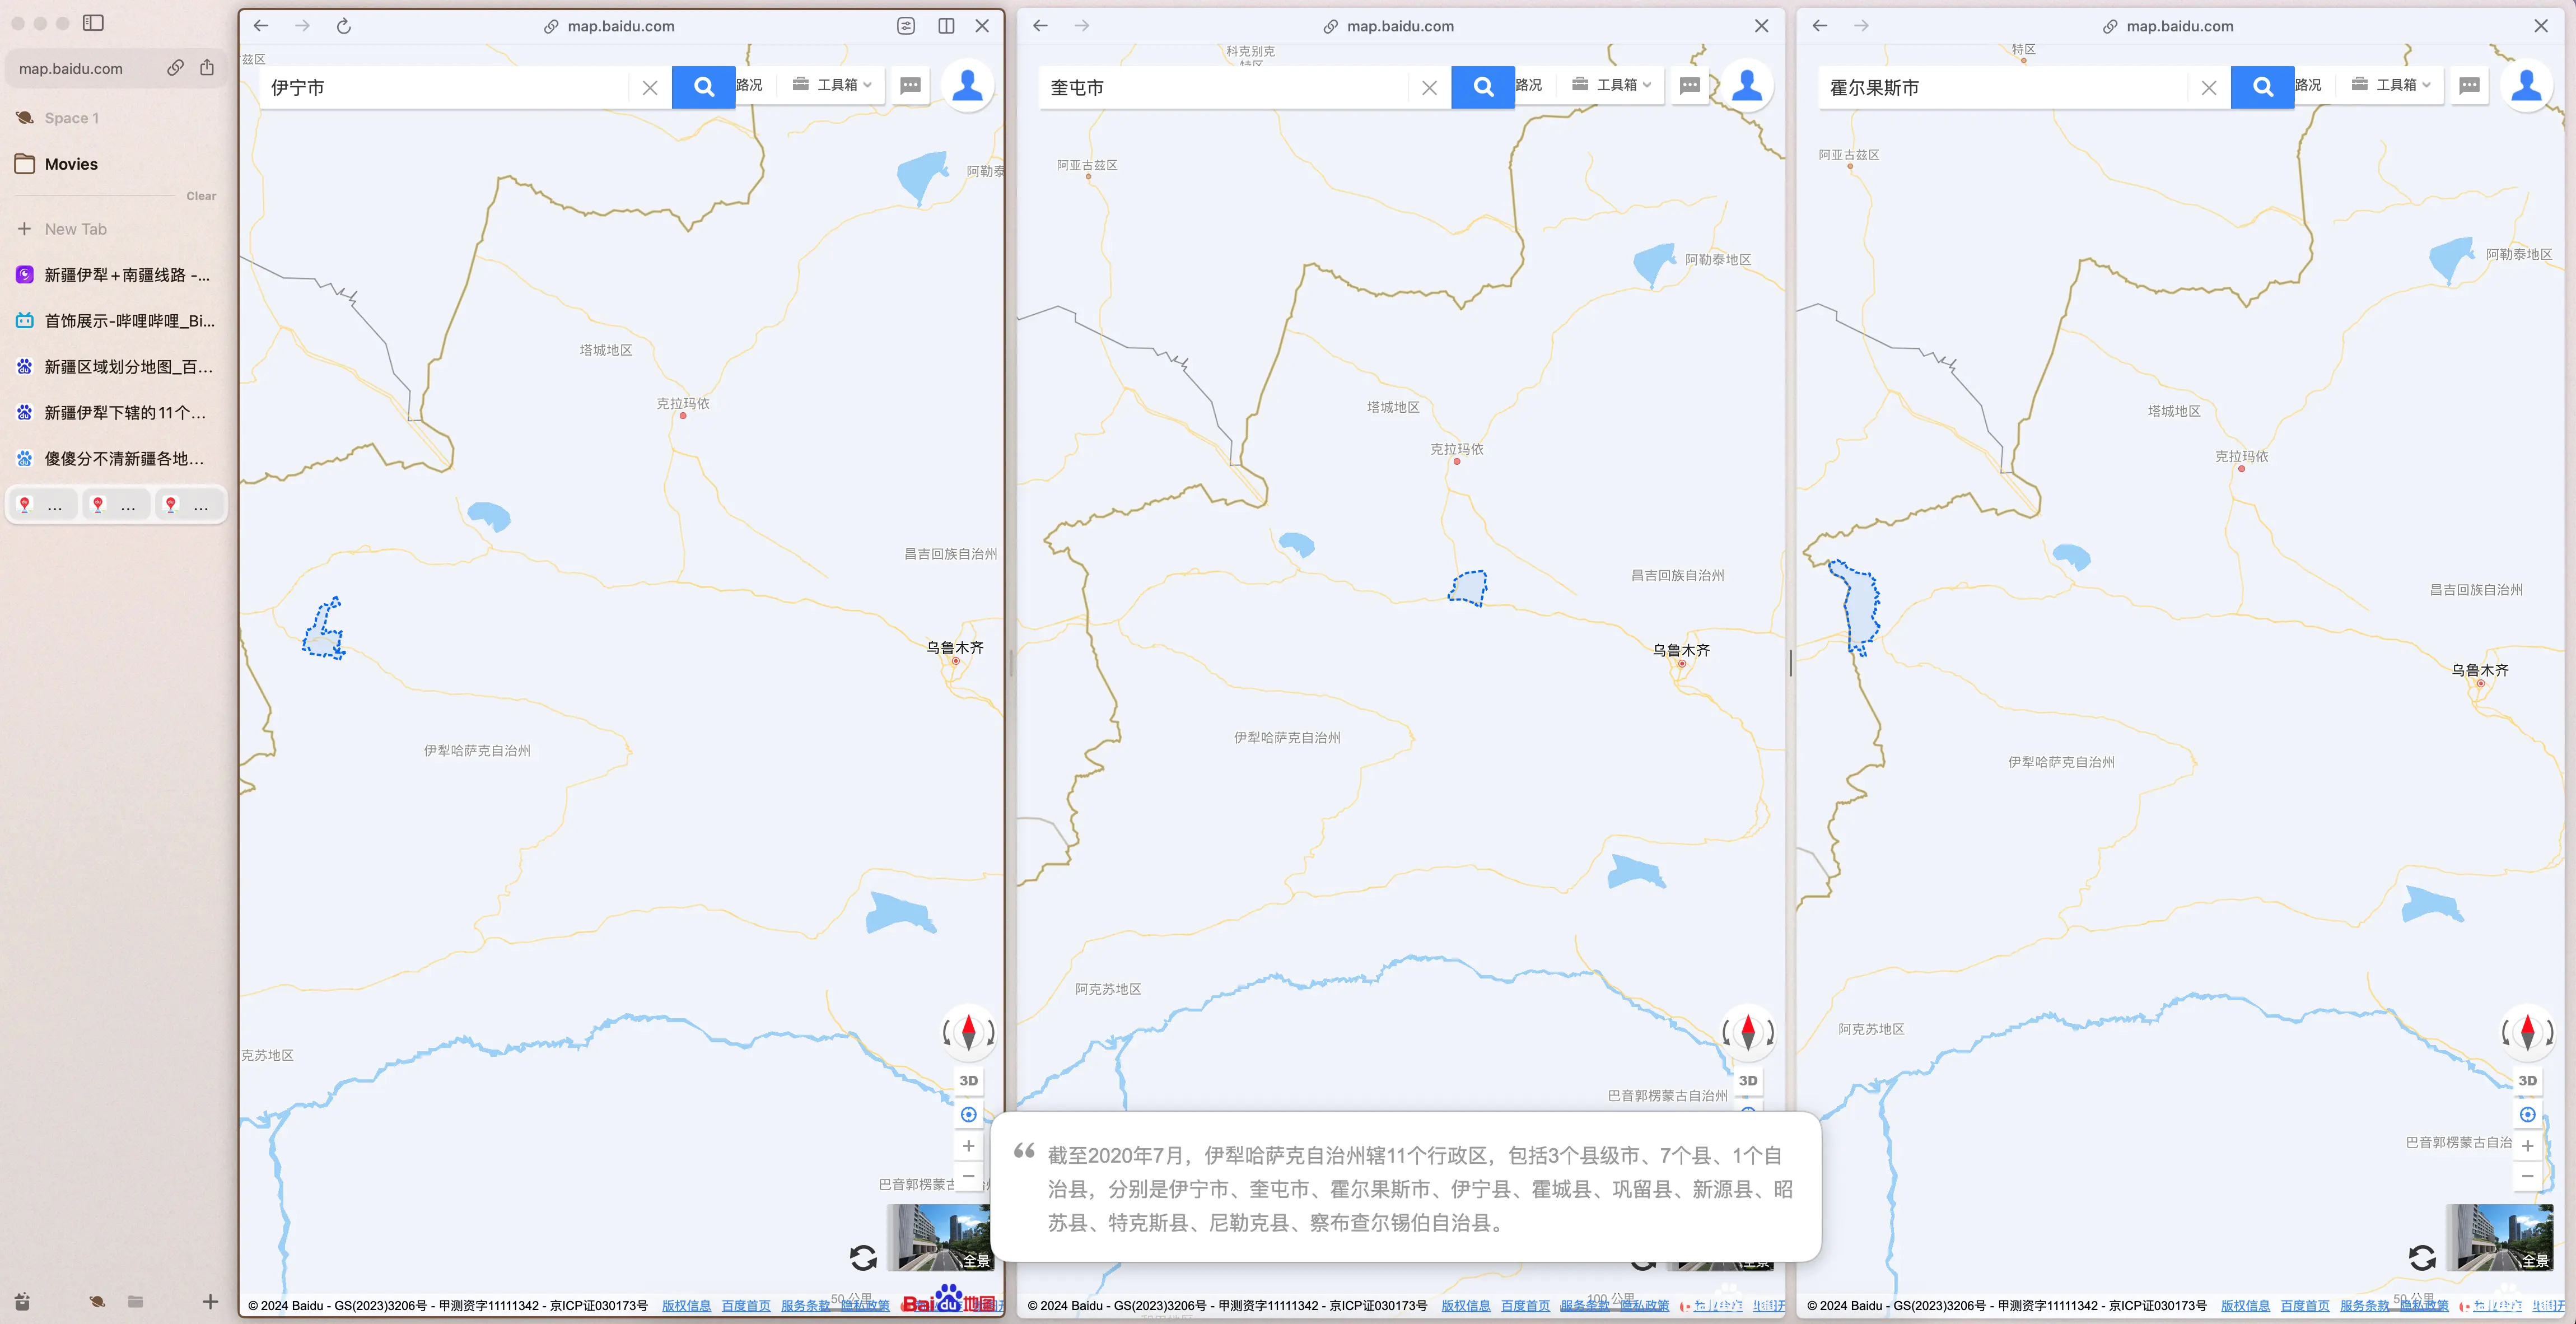 map.baidu.com
Space 1
Movies
Clear
New Tab
新疆伊犁+南疆线路 -...
首饰展示-哔哩哔哩_Bi...
新疆区域划分地图_百...
新疆伊犁下辖的11个...
傻傻分不清新疆各地...
...
...
...
map.baidu.com
兹区
伊宁市
路况
工具箱
阿勒泰
塔城地区
克拉玛依
昌吉回族自治州
乌鲁木齐
伊犁哈萨克自治州
克苏地区
3D
巴音郭楞蒙古
全景
50 公里
Bai du 地图
© 2024 Baidu - GS(2023)3206号 - 甲测资字11111342 - 京ICP证030173号 版权信息 百度首页 服务条款 隐私政策
map.baidu.com
科克别克
特区
奎屯市
路况
工具箱
阿亚古兹区
阿勒泰地区
塔城地区
克拉玛依
昌吉回族自治州
乌鲁木齐
伊犁哈萨克自治州
阿克苏地区
3D
巴音郭楞蒙古自治州
截至2020年7月，伊犁哈萨克自治州辖11个行政区，包括3个县级市、7个县、1个自
治县，分别是伊宁市、奎屯市、霍尔果斯市、伊宁县、霍城县、巩留县、新源县、昭
苏县、特克斯县、尼勒克县、察布查尔锡伯自治县。
全景
100 公里
© 2024 Baidu - GS(2023)3206号 - 甲测资字11111342 - 京ICP证030173号 版权信息 百度首页 服务条款 隐私政策
map.baidu.com
特区
霍尔果斯市
路况
工具箱
阿亚古兹区
阿勒泰地区
塔城地区
克拉玛依
昌吉回族自治州
乌鲁木齐
伊犁哈萨克自治州
阿克苏地区
3D
巴音郭楞蒙古自治
全景
50 公里
© 2024 Baidu - GS(2023)3206号 - 甲测资字11111342 - 京ICP证030173号 版权信息 百度首页 服务条款 隐私政策